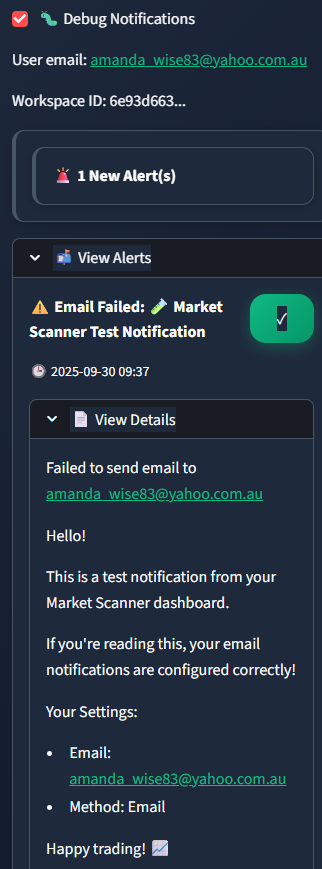 🐛 Debug Notifications
User email: amanda_wise83@yahoo.com.au
Workspace ID: 6e93d663...
🚨 1 New Alert(s)
📬 View Alerts
⚠️ Email Failed: 🧪 Market
Scanner Test Notification
✓
🕒 2025-09-30 09:37
📄 View Details
Failed to send email to
amanda_wise83@yahoo.com.au
Hello!
This is a test notification from your
Market Scanner dashboard.
If you're reading this, your email
notifications are configured correctly!
Your Settings:
• Email:
amanda_wise83@yahoo.com.au
• Method: Email
Happy trading! 📈